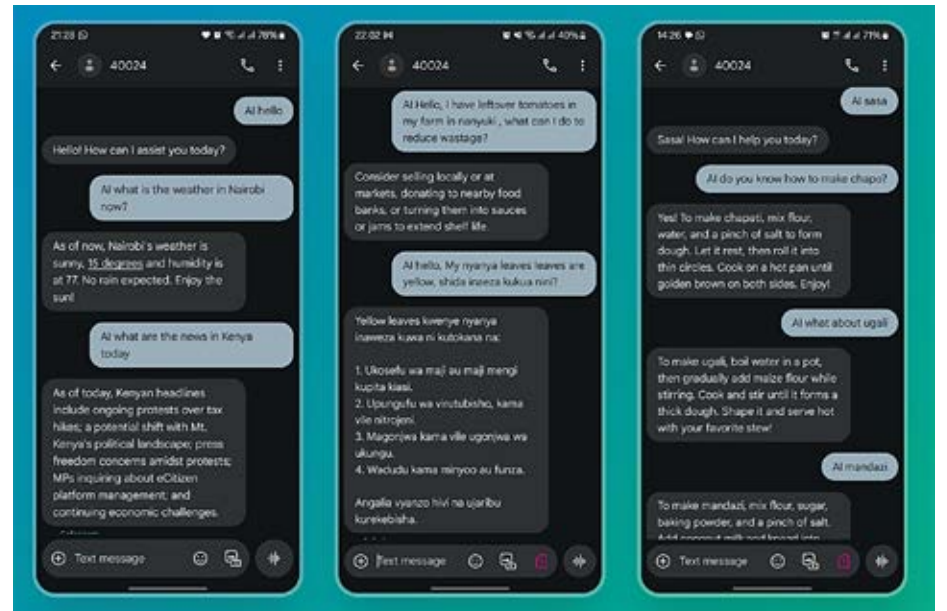 21:28
78%
40024
AI hello
Hello! How can I assist you today?
AI what is the weather in Nairobi
now?
As of now, Nairobi's weather is
sunny, 15 degrees and humidity is
at 77. No rain expected. Enjoy the
sun!
AI what are the news in Kenya
today
As of today, Kenyan headlines
include ongoing protests over tax
hikes; a potential shift with Mt.
Kenya's political landscape; press
freedom concerns amidst protests;
MPs inquiring about eCitizen
platform management; and
continuing economic challenges.
Text message
22:02
40%
40024
AI Hello, I have leftover tomatoes in
my farm in nanyuki , what can I do to
reduce wastage?
Consider selling locally or at
markets, donating to nearby food
banks, or turning them into sauces
or jams to extend shelf life.
AI hello, My nyanya leaves leaves are
yellow, shida inaeza kukua nini?
Yellow leaves kwenye nyanya
inaweza kuwa ni kutokana na:
1. Ukosefu wa maji au maji mengi
kupita kiasi.
2. Upungufu wa virutubisho, kama
vile nitrojeni.
3. Magonjwa kama vile ugonjwa wa
ukungu.
4. Wadudu kama minyoo au funza.
Angalia vyanzo hivi na ujaribu
kurekebisha.
Text message
14:26
71%
40024
AI sasa
Sasa! How can I help you today?
AI do you know how to make chapo?
Yes! To make chapati, mix flour,
water, and a pinch of salt to form
dough. Let it rest, then roll it into
thin circles. Cook on a hot pan until
golden brown on both sides. Enjoy!
AI what about ugali
To make ugali, boil water in a pot,
then gradually add maize flour while
stirring. Cook and stir until it forms a
thick dough. Shape it and serve hot
with your favorite stew!
AI mandazi
To make mandazi, mix flour, sugar,
baking powder, and a pinch of salt.
Add coconut milk and knead into
Text message